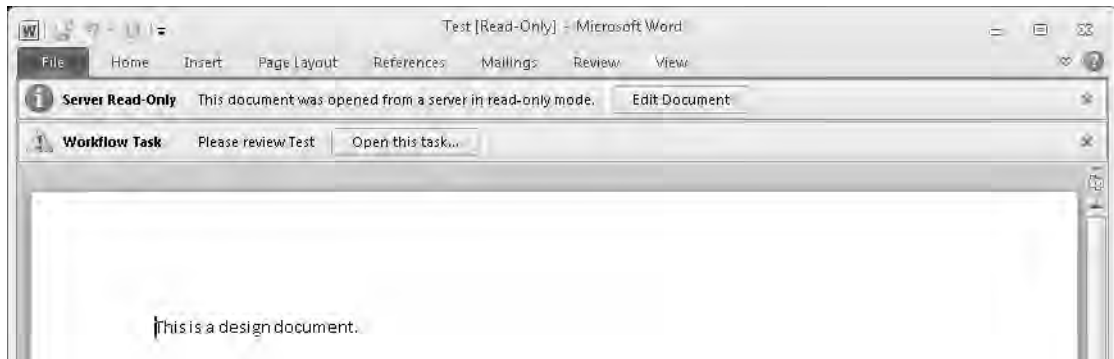 Test [Read-Only] - Microsoft Word
File Home Insert Page Layout References Mailings Review View
Server Read-Only This document was opened from a server in read-only mode. Edit Document
Workflow Task Please review Test Open this task...
This is a design document.